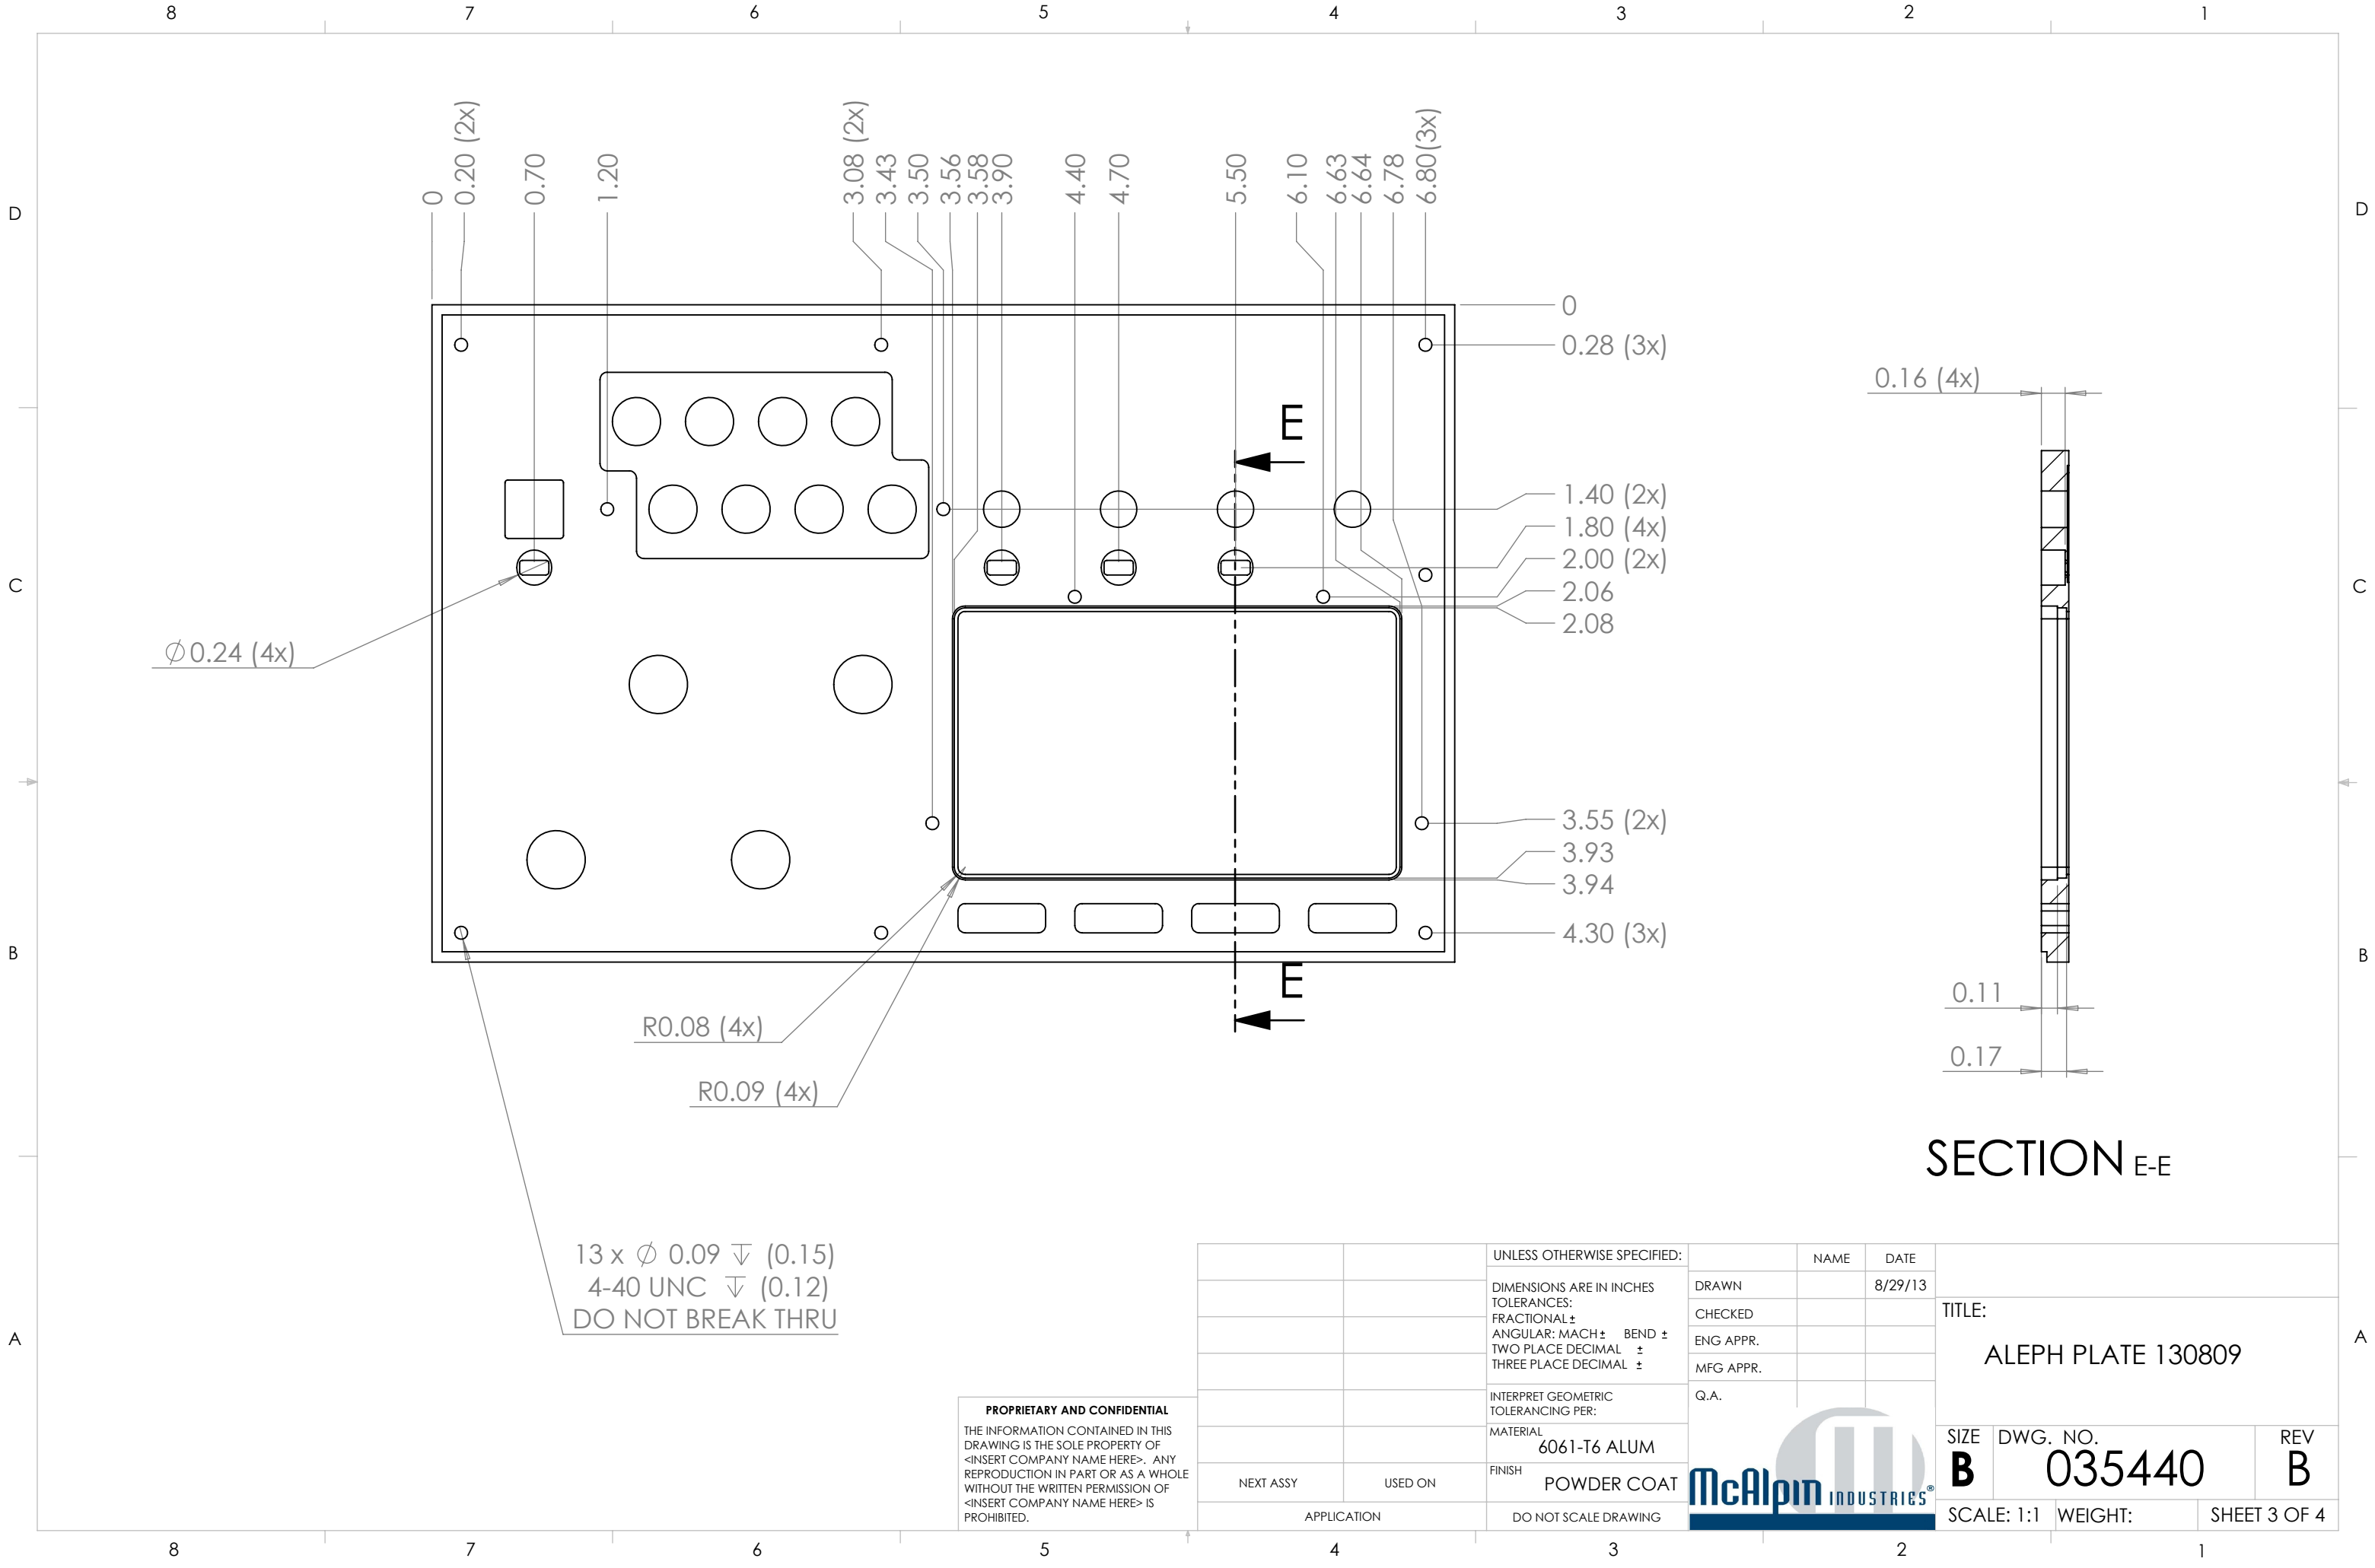 8 7 6 5 4 3 2 1
D D
C C
B B
A A
0
0.20 (2x)
0.70
1.20
3.08 (2x)
3.43
3.50
3.56
3.58
3.90
4.40
4.70
5.50
6.10
6.63
6.64
6.78
6.80(3x)
0
0.28 (3x)
1.40 (2x)
1.80 (4x)
2.00 (2x)
2.06
2.08
3.55 (2x)
3.93
3.94
4.30 (3x)
E
E
∅0.24 (4x)
R0.08 (4x)
R0.09 (4x)
13 x ∅ 0.09 ↧ (0.15)
4-40 UNC ↧ (0.12)
DO NOT BREAK THRU
0.16 (4x)
0.11
0.17
SECTION E-E
PROPRIETARY AND CONFIDENTIAL
THE INFORMATION CONTAINED IN THIS
DRAWING IS THE SOLE PROPERTY OF
<INSERT COMPANY NAME HERE>. ANY
REPRODUCTION IN PART OR AS A WHOLE
WITHOUT THE WRITTEN PERMISSION OF
<INSERT COMPANY NAME HERE> IS
PROHIBITED.
NEXT ASSY USED ON
APPLICATION
UNLESS OTHERWISE SPECIFIED:
DIMENSIONS ARE IN INCHES
TOLERANCES:
FRACTIONAL ±
ANGULAR: MACH ± BEND ±
TWO PLACE DECIMAL ±
THREE PLACE DECIMAL ±
INTERPRET GEOMETRIC
TOLERANCING PER:
MATERIAL
6061-T6 ALUM
FINISH
POWDER COAT
DO NOT SCALE DRAWING
NAME DATE
DRAWN 8/29/13
CHECKED
ENG APPR.
MFG APPR.
Q.A.
McAlpin INDUSTRIES®
TITLE:
ALEPH PLATE 130809
SIZE DWG. NO. REV
B 035440 B
SCALE: 1:1 WEIGHT: SHEET 3 OF 4
8 7 6 5 4 3 2 1